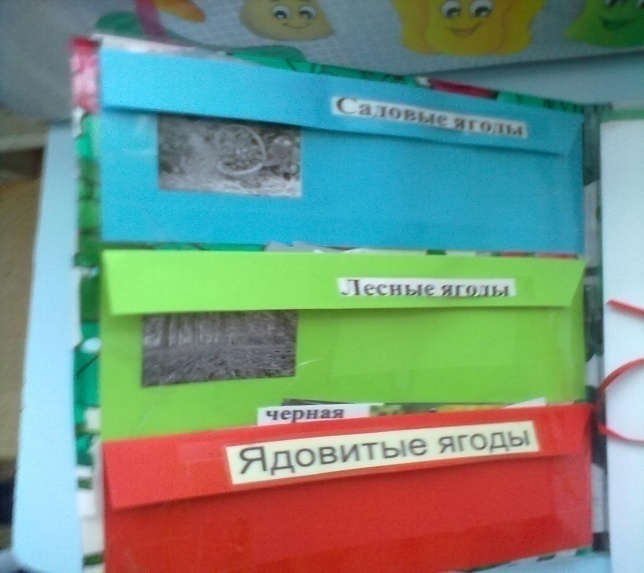 Садовые ягоды
Лесные ягоды
черная
Ядовитые ягоды